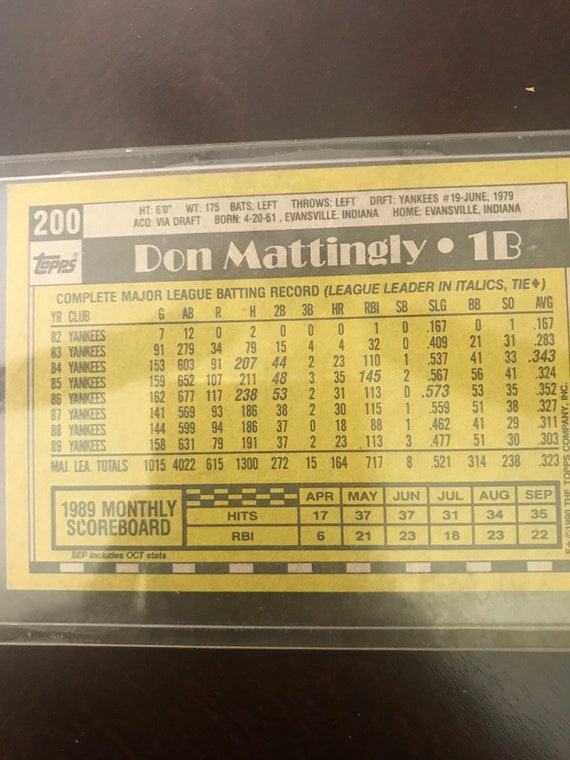 200
HT: 6'0" WT: 175 BATS: LEFT THROWS: LEFT DRFT: YANKEES #19-JUNE, 1979
ACQ: VIA DRAFT BORN: 4-20-61, EVANSVILLE, INDIANA HOME: EVANSVILLE, INDIANA
Topps
Don Mattingly • 1B
COMPLETE MAJOR LEAGUE BATTING RECORD (LEAGUE LEADER IN ITALICS, TIE♦)
YR CLUB G AB R H 2B 3B HR RBI SB SLG BB SO AVG
82 YANKEES 7 12 0 2 0 0 0 1 0 .167 0 1 .167
83 YANKEES 91 279 34 79 15 4 4 32 0 .409 21 31 .283
84 YANKEES 153 603 91 207 44 2 23 110 1 .537 41 33 .343
85 YANKEES 159 652 107 211 48 3 35 145 2 .567 56 41 .324
86 YANKEES 162 677 117 238 53 2 31 113 0 .573 53 35 .352
87 YANKEES 141 569 93 186 38 2 30 115 1 .559 51 38 .327
88 YANKEES 144 599 94 186 37 0 18 88 1 .462 41 29 .311
89 YANKEES 158 631 79 191 37 2 23 113 3 .477 51 30 .303
MAJ. LEA. TOTALS 1015 4022 615 1300 272 15 164 717 8 .521 314 238 .323
1989 MONTHLY SCOREBOARD
APR MAY JUN JUL AUG SEP
HITS 17 37 37 31 34 35
RBI 6 21 23 18 23 22
SEP includes OCT stats
©1990 THE TOPPS COMPANY, INC.